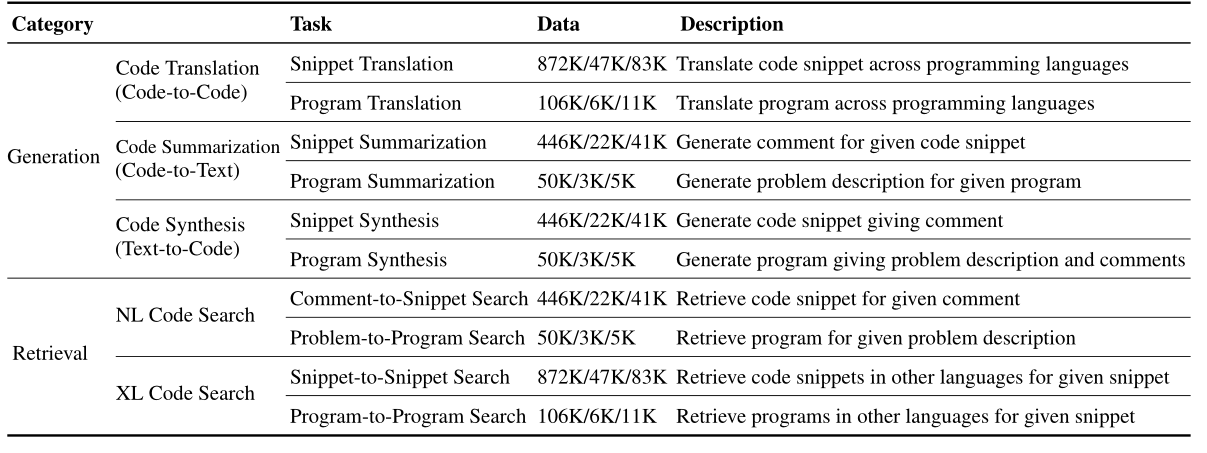 Category Task Data Description
Generation
Code Translation
(Code-to-Code)
Snippet Translation 872K/47K/83K Translate code snippet across programming languages
Program Translation 106K/6K/11K Translate program across programming languages
Code Summarization
(Code-to-Text)
Snippet Summarization 446K/22K/41K Generate comment for given code snippet
Program Summarization 50K/3K/5K Generate problem description for given program
Code Synthesis
(Text-to-Code)
Snippet Synthesis 446K/22K/41K Generate code snippet giving comment
Program Synthesis 50K/3K/5K Generate program giving problem description and comments
Retrieval
NL Code Search
Comment-to-Snippet Search 446K/22K/41K Retrieve code snippet for given comment
Problem-to-Program Search 50K/3K/5K Retrieve program for given problem description
XL Code Search
Snippet-to-Snippet Search 872K/47K/83K Retrieve code snippets in other languages for given snippet
Program-to-Program Search 106K/6K/11K Retrieve programs in other languages for given snippet